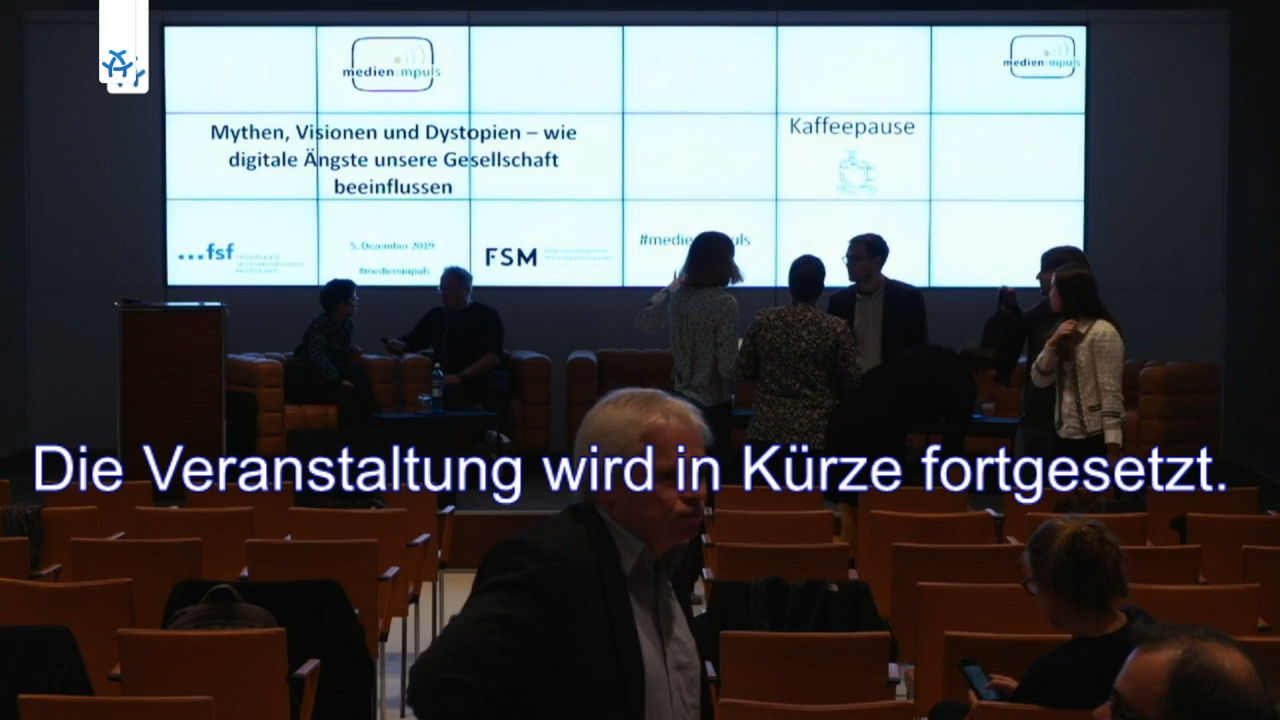 medien mpuls
medien mpuls
Mythen, Visionen und Dystopien – wie
digitale Ängste unsere Gesellschaft
beeinflussen
Kaffeepause
...fsf
5. Dezember 2019
#medienimpuls
FSM
#medie uls
Die Veranstaltung wird in Kürze fortgesetzt.